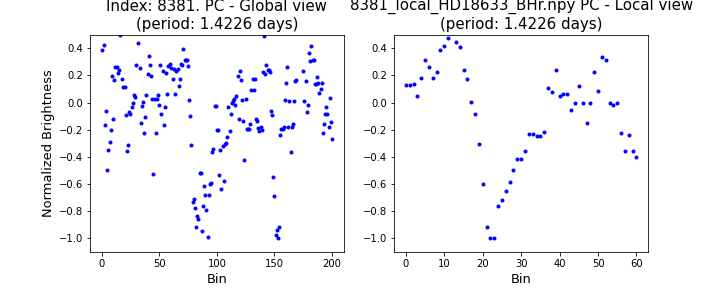 Index: 8381. PC - Global view
(period: 1.4226 days)
8381_local_HD18633_BHr.npy PC - Local view
(period: 1.4226 days)
Normalized Brightness
0.4
0.2
0.0
−0.2
−0.4
−0.6
−0.8
−1.0
0 50 100 150 200
Bin
0.4
0.2
0.0
−0.2
−0.4
−0.6
−0.8
−1.0
0 10 20 30 40 50 60
Bin